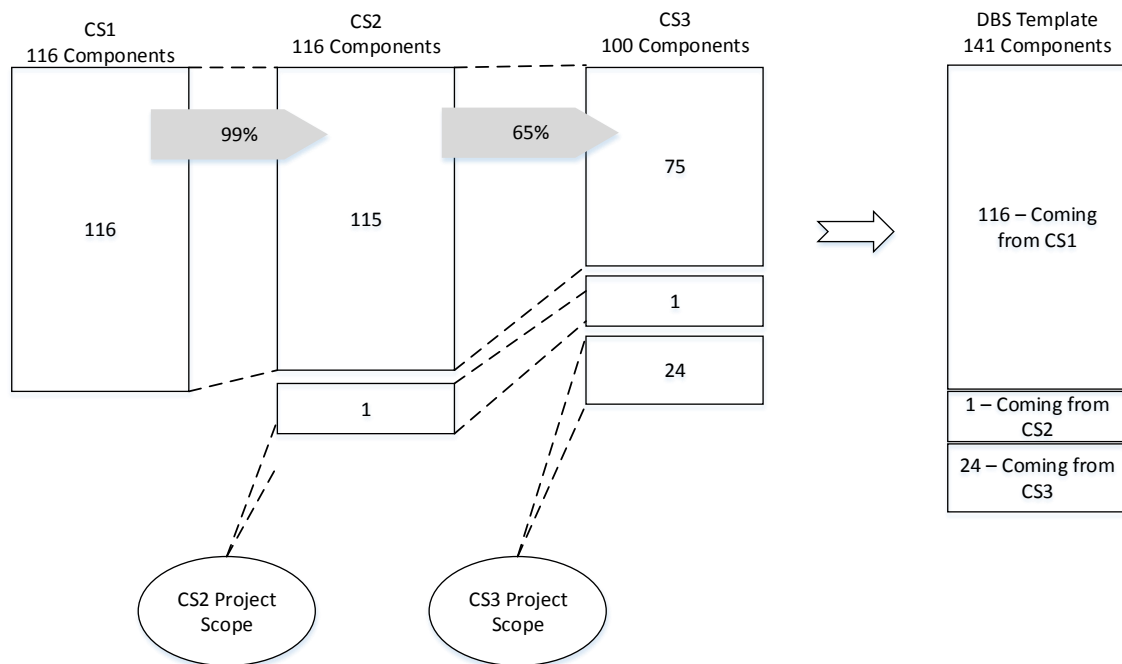 CS1
116 Components
CS2
116 Components
CS3
100 Components
DBS Template
141 Components
99%
65%
116
115
75
116 – Coming
from CS1
1
1
24
1 – Coming from
CS2
24 – Coming from
CS3
CS2 Project
Scope
CS3 Project
Scope